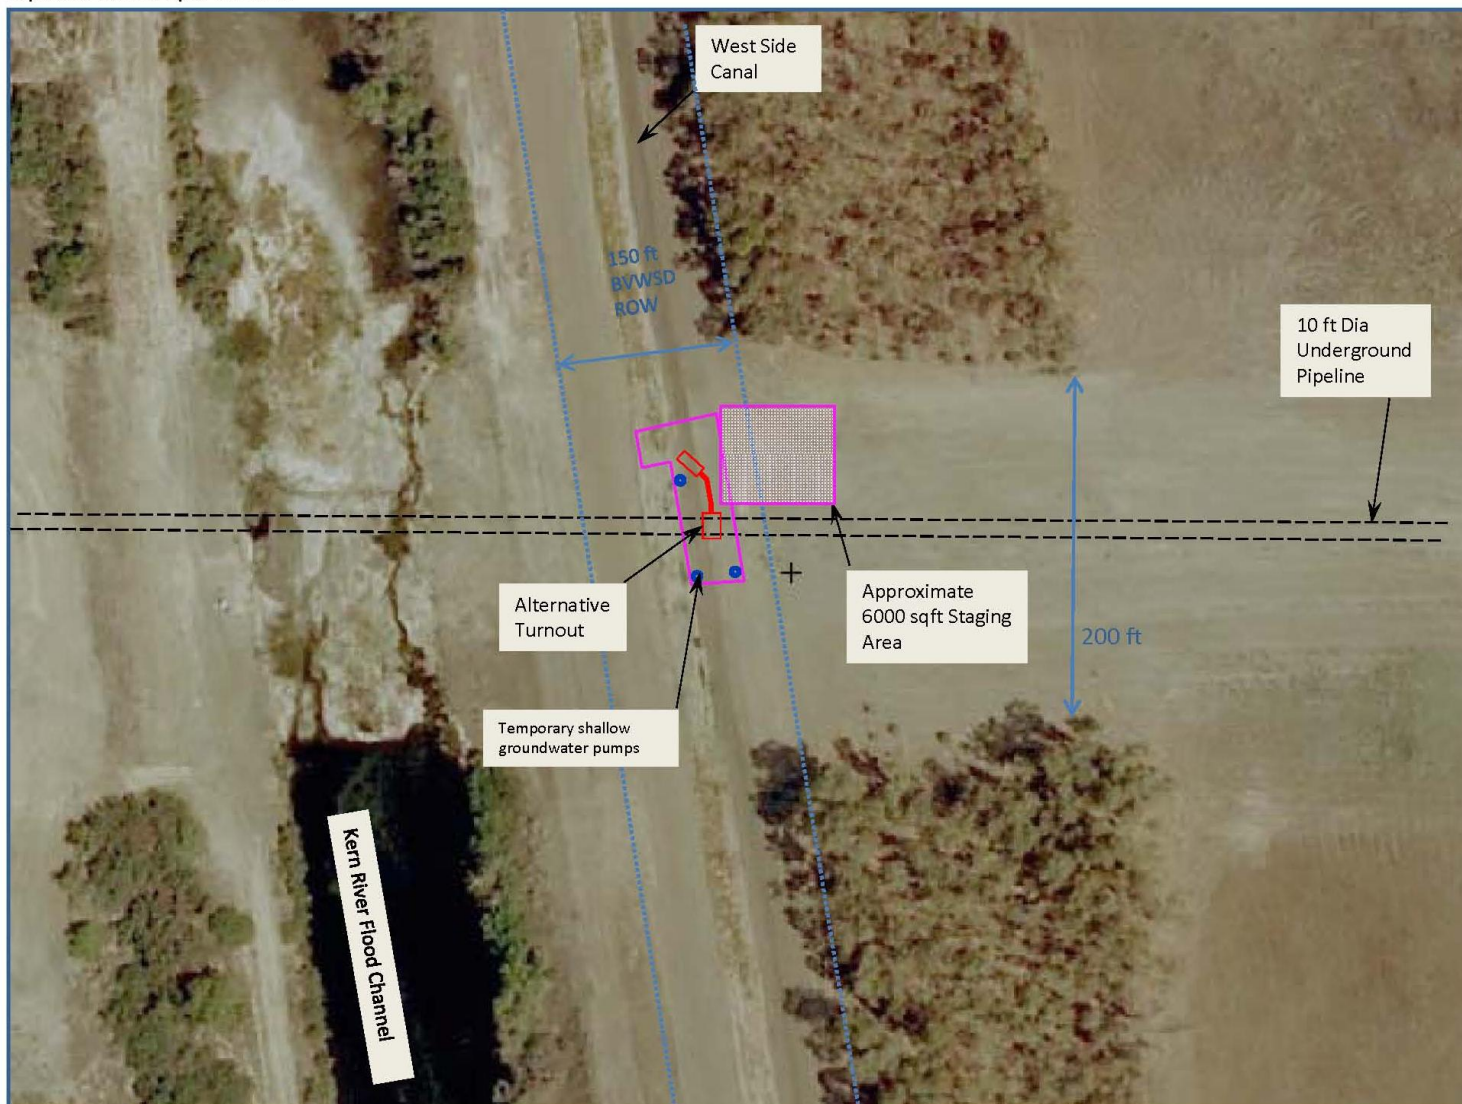 West Side
Canal
150 ft
BVWSD
ROW
10 ft Dia
Underground
Pipeline
Alternative
Turnout
Approximate
6000 sqft Staging
Area
200 ft
Temporary shallow
groundwater pumps
Kern River Flood Channel